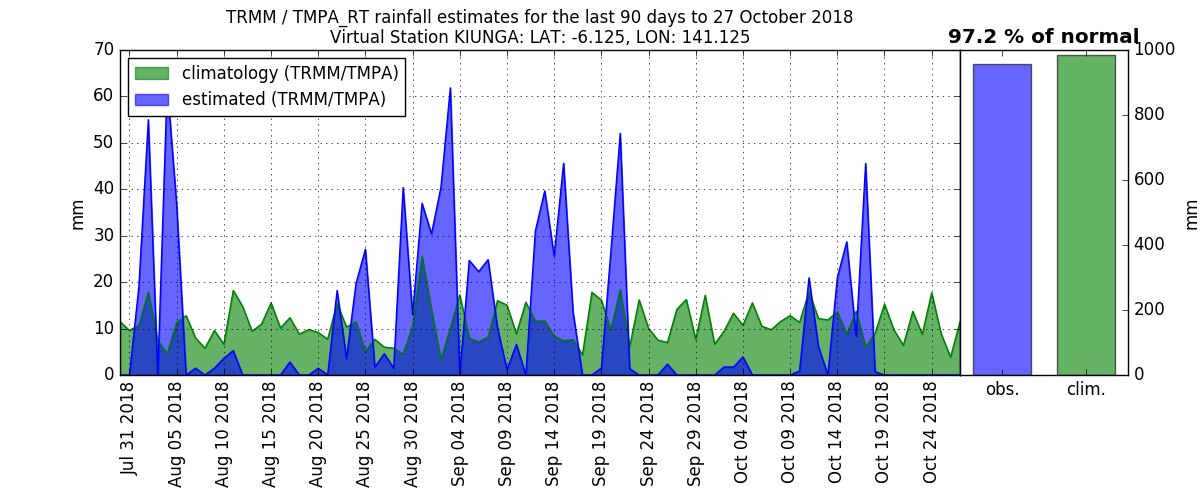 TRMM / TMPA_RT rainfall estimates for the last 90 days to 27 October 2018
Virtual Station KIUNGA: LAT: -6.125, LON: 141.125
97.2 % of normal
climatology (TRMM/TMPA)
estimated (TRMM/TMPA)
70
60
50
40
30
20
10
0
mm
1000
800
600
400
200
0
mm
obs.
clim.
Jul 31 2018
Aug 05 2018
Aug 10 2018
Aug 15 2018
Aug 20 2018
Aug 25 2018
Aug 30 2018
Sep 04 2018
Sep 09 2018
Sep 14 2018
Sep 19 2018
Sep 24 2018
Sep 29 2018
Oct 04 2018
Oct 09 2018
Oct 14 2018
Oct 19 2018
Oct 24 2018